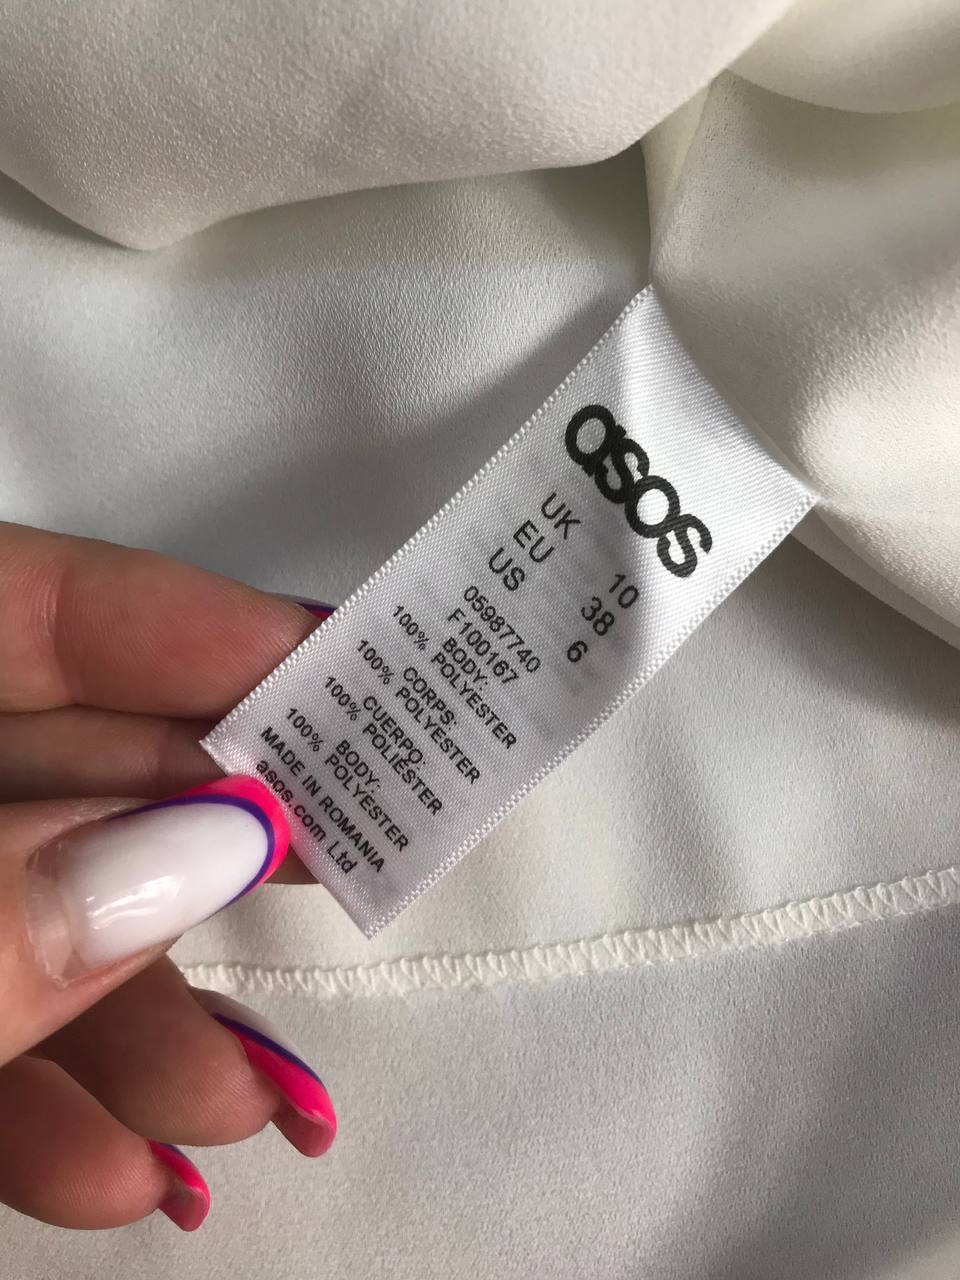 asos
UK 10
EU 38
US 6
05987740
F100167
BODY:
100% POLYESTER
CORPS:
100% POLYESTER
CUERPO:
100% POLIÉSTER
BODY:
100% POLYESTER
MADE IN ROMANIA
asos.com Ltd